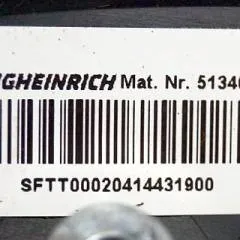 GHEINRICH Mat. Nr. 5134
SFTT00020414431900